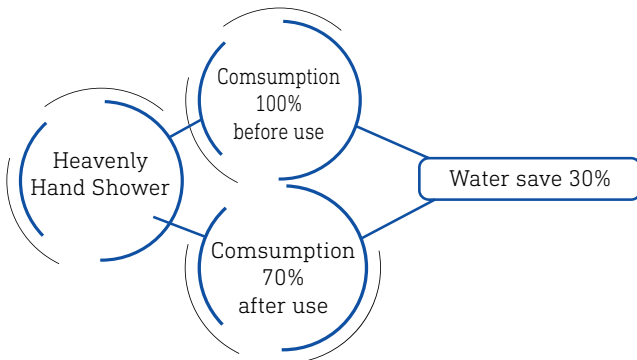 Heavenly
Hand Shower
Comsumption
100%
before use
Comsumption
70%
after use
Water save 30%